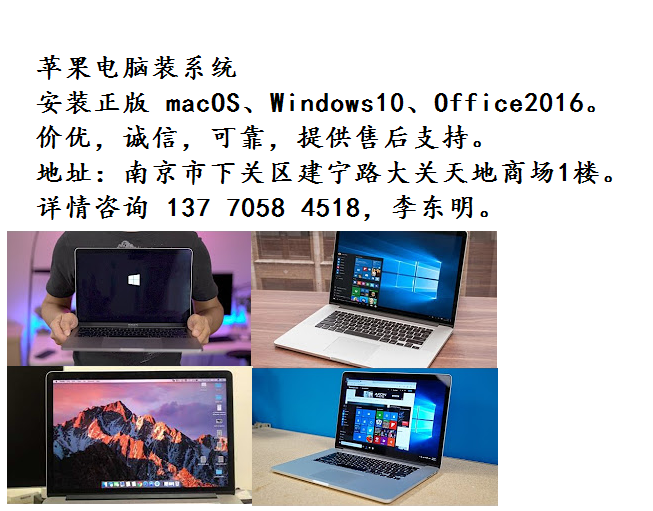 苹果电脑装系统
安装正版 macOS、Windows10、Office2016。
价优，诚信，可靠，提供售后支持。
地址：南京市下关区建宁路大关天地商场1楼。
详情咨询 137 7058 4518，李东明。